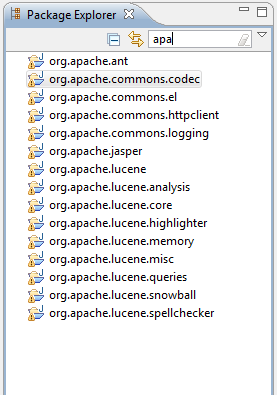 Package Explorer
apa
org.apache.ant
org.apache.commons.codec
org.apache.commons.el
org.apache.commons.httpclient
org.apache.commons.logging
org.apache.jasper
org.apache.lucene
org.apache.lucene.analysis
org.apache.lucene.core
org.apache.lucene.highlighter
org.apache.lucene.memory
org.apache.lucene.misc
org.apache.lucene.queries
org.apache.lucene.snowball
org.apache.lucene.spellchecker